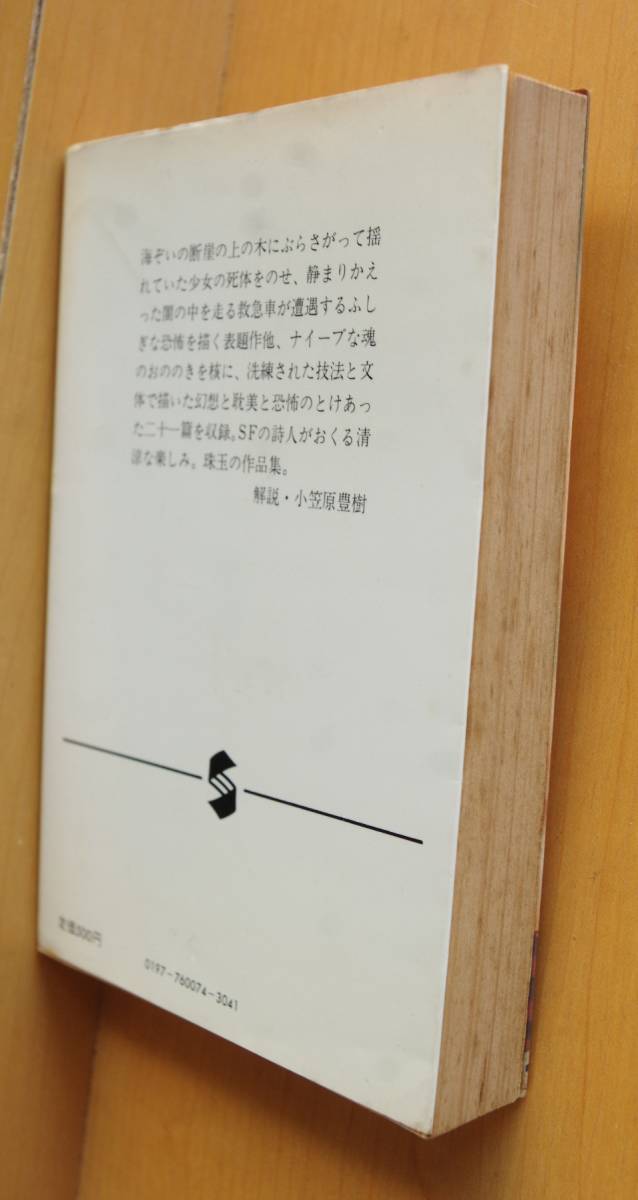 海ぞいの断崖の上の木にぶらさがって揺
れていた少女の死体をのせ、静まりかえ
った闇の中を走る救急車が遭遇するふし
ぎな恐怖を描く表題作他、ナイーブな魂
のおののきを核に、洗練された技法と文
体で描いた幻想と耽美と恐怖のとけあっ
た二十一篇を収録。SFの詩人がおくる清
涼な楽しみ。珠玉の作品集。
解説・小笠原豊樹
定価300円
0197-760074-3041